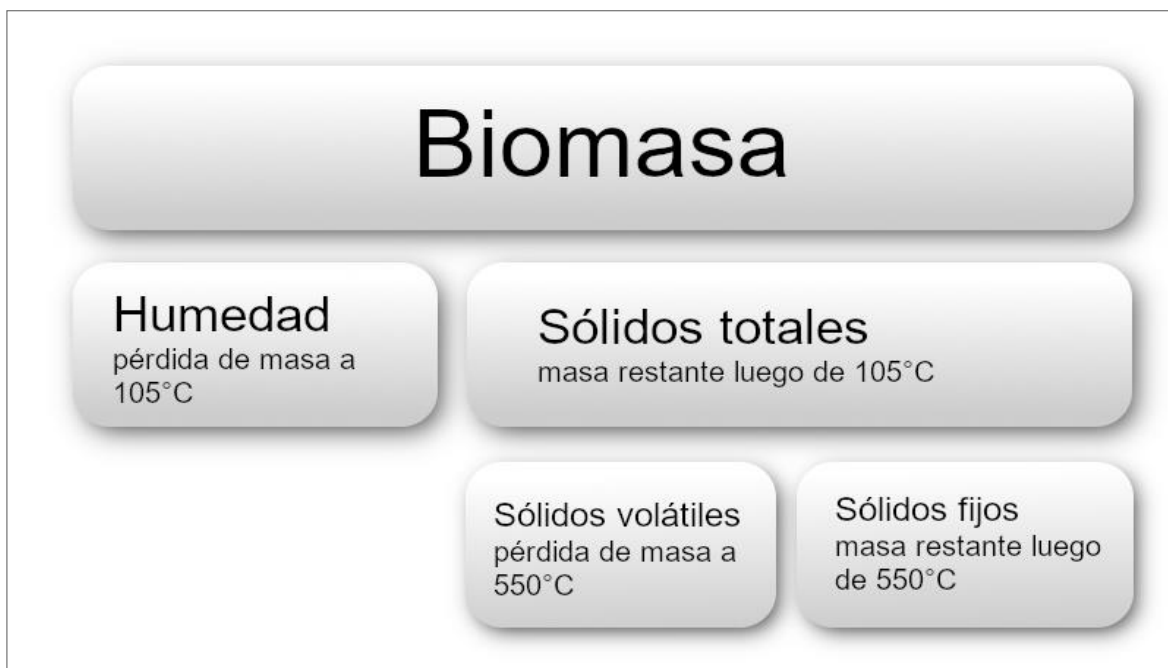 Biomasa
Humedad
pérdida de masa a
105°C
Sólidos totales
masa restante luego de 105°C
Sólidos volátiles
pérdida de masa a
550°C
Sólidos fijos
masa restante luego
de 550°C